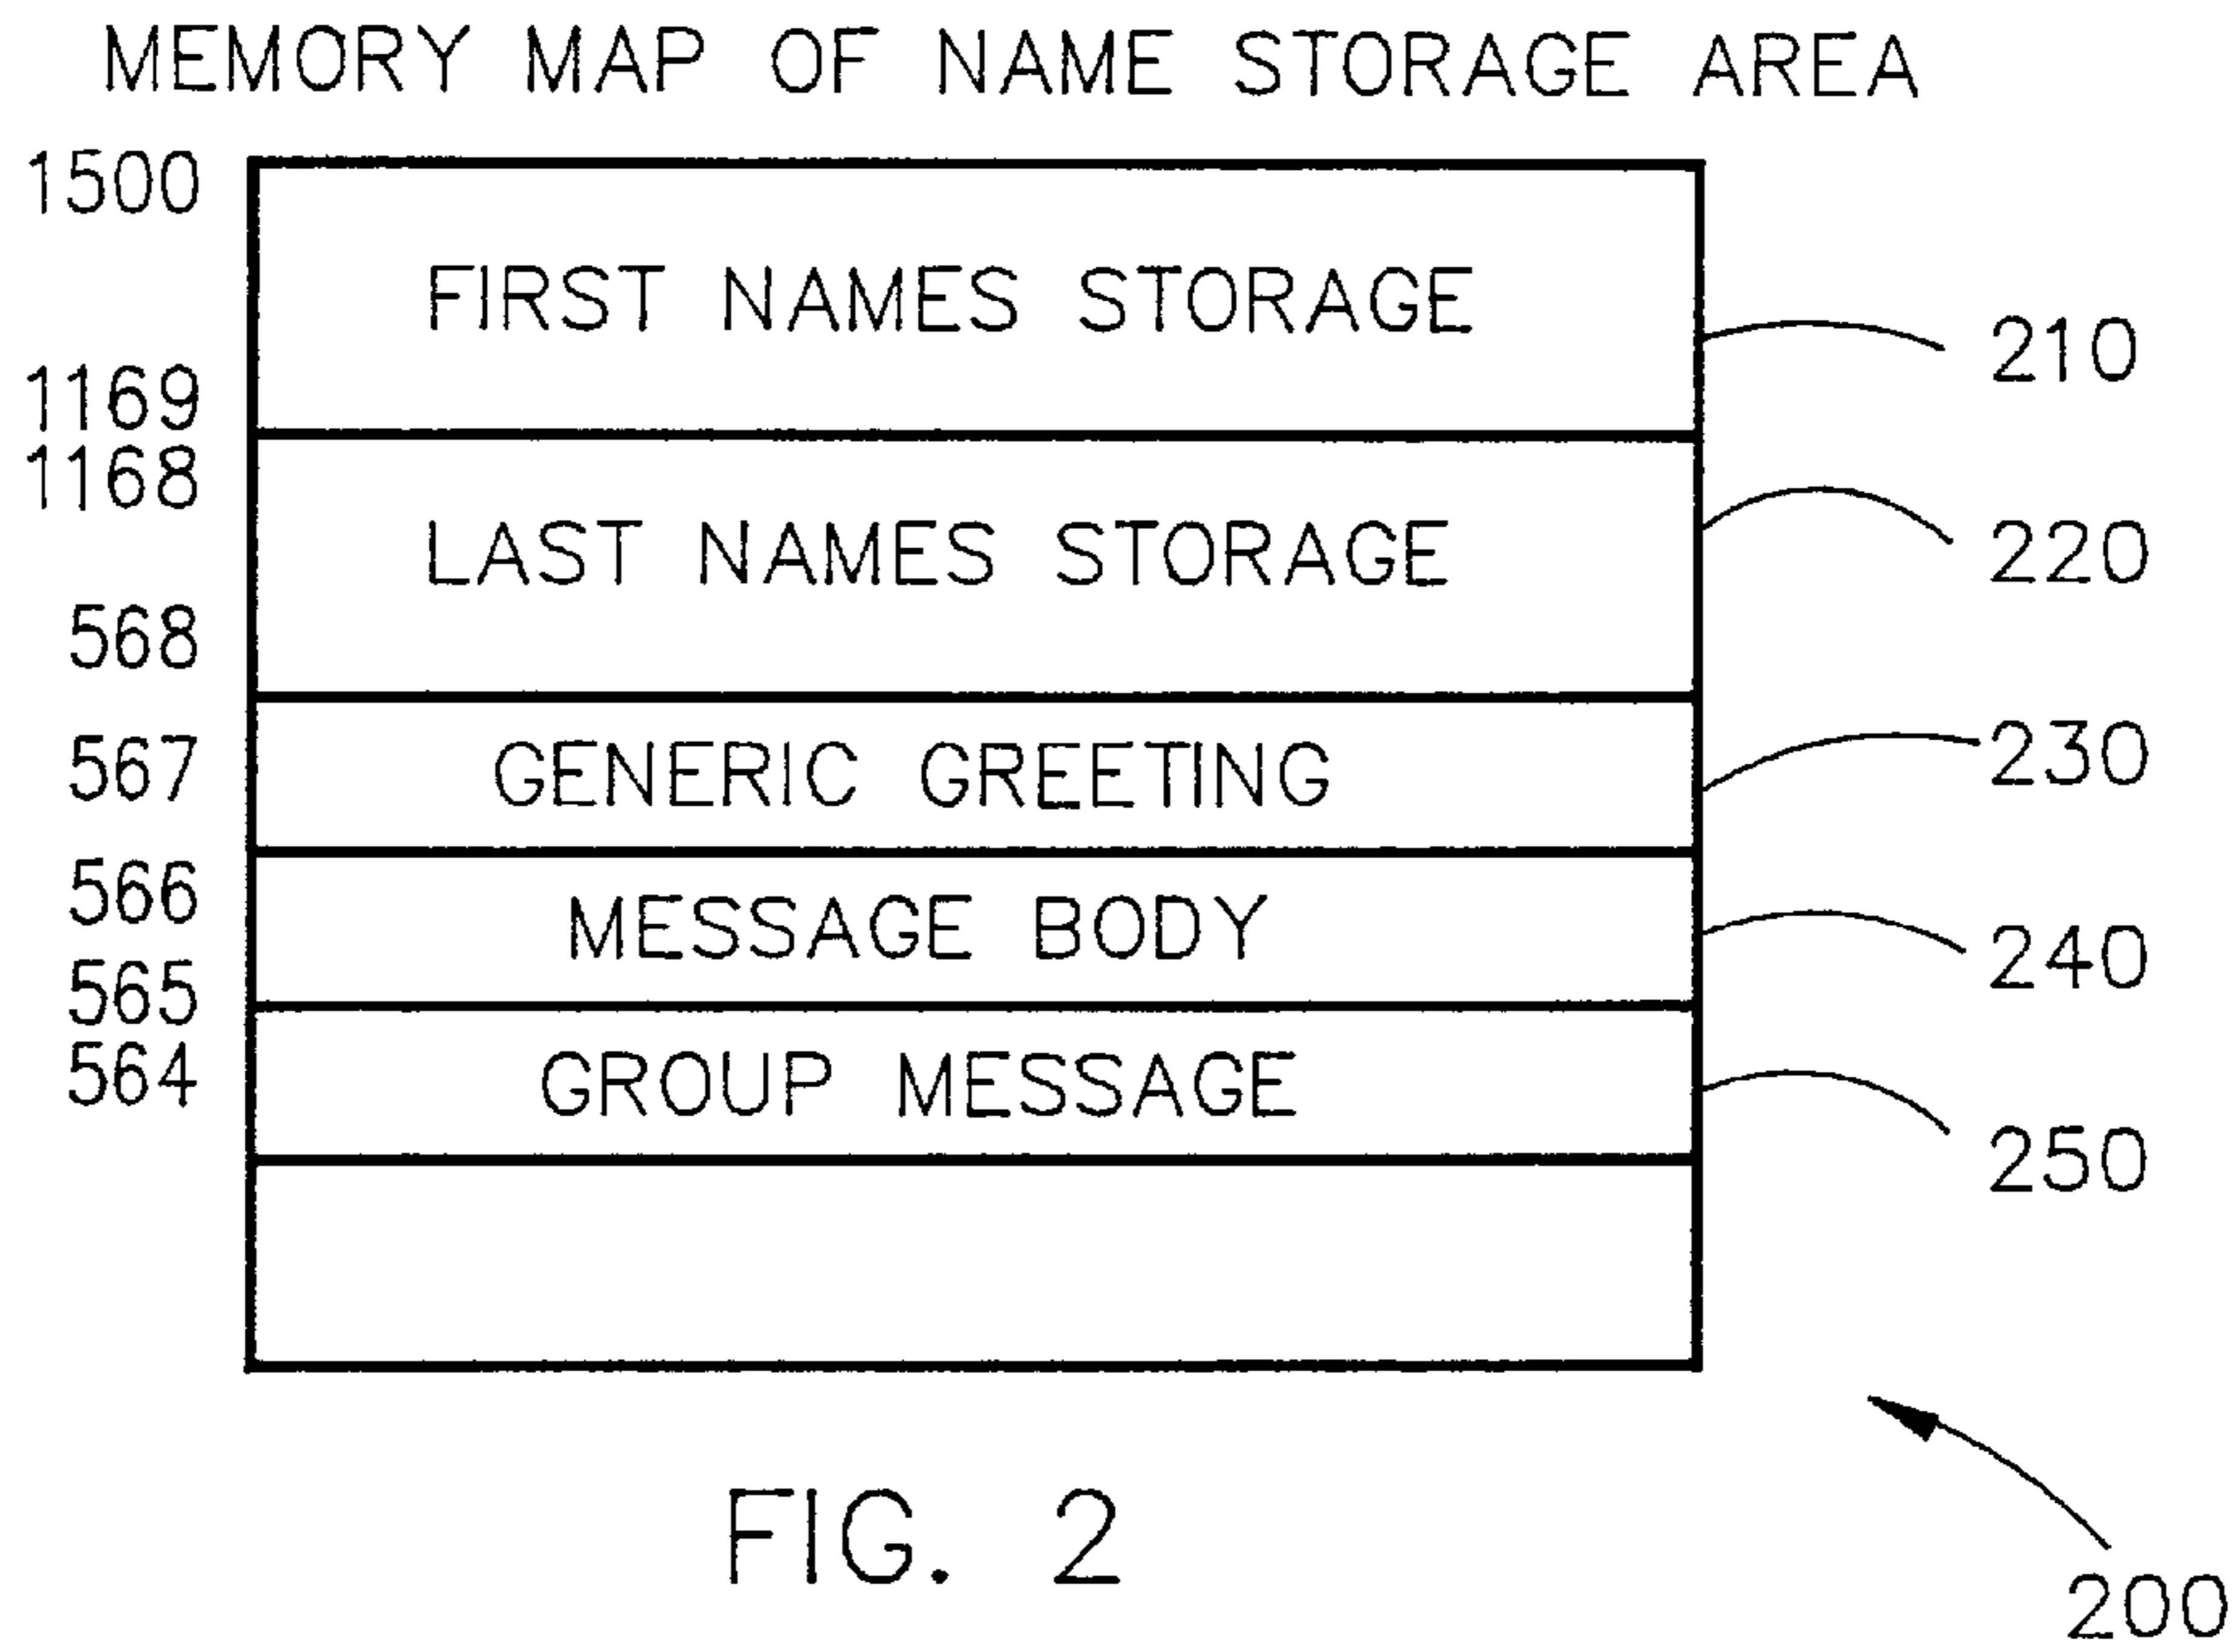 MEMORY MAP OF NAME STORAGE AREA
1500
FIRST NAMES STORAGE
210
1169
1168
LAST NAMES STORAGE
220
568
567
GENERIC GREETING
230
566
MESSAGE BODY
240
565
564
GROUP MESSAGE
250
FIG. 2
200